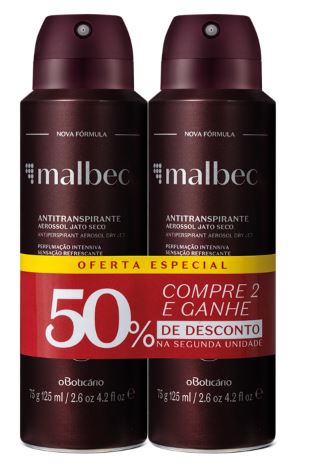 NOVA FÓRMULA
malbec
ANTITRANSPIRANTE
AEROSSOL JATO SECO
ANTIPERSPIRANT AEROSOL DRY JET
PERFUMAÇÃO INTENSIVA
SENSAÇÃO REFRESCANTE
NOVA FÓRMULA
malbec
ANTITRANSPIRANTE
AEROSSOL JATO SECO
ANTIPERSPIRANT AEROSOL DRY JET
PERFUMAÇÃO INTENSIVA
SENSAÇÃO REFRESCANTE
OFERTA ESPECIAL
50%
COMPRE 2
E GANHE
DE DESCONTO
NA SEGUNDA UNIDADE
oBoticário
75 g 125 ml / 2.6 oz 4.2 fl.oz
oBoticário
75 g 125 ml / 2.6 oz 4.2 fl.oz